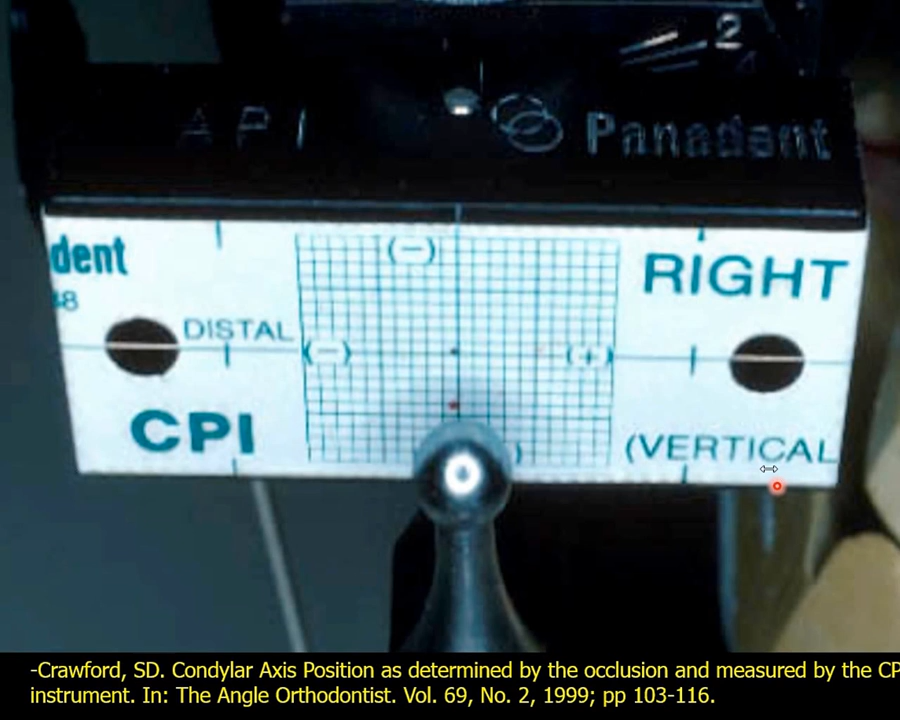 2
API Panadent
dent
(−)
RIGHT
DISTAL
(−) (+)
CPI
)
(VERTICAL
-Crawford, SD. Condylar Axis Position as determined by the occlusion and measured by the CP
instrument. In: The Angle Orthodontist. Vol. 69, No. 2, 1999; pp 103-116.